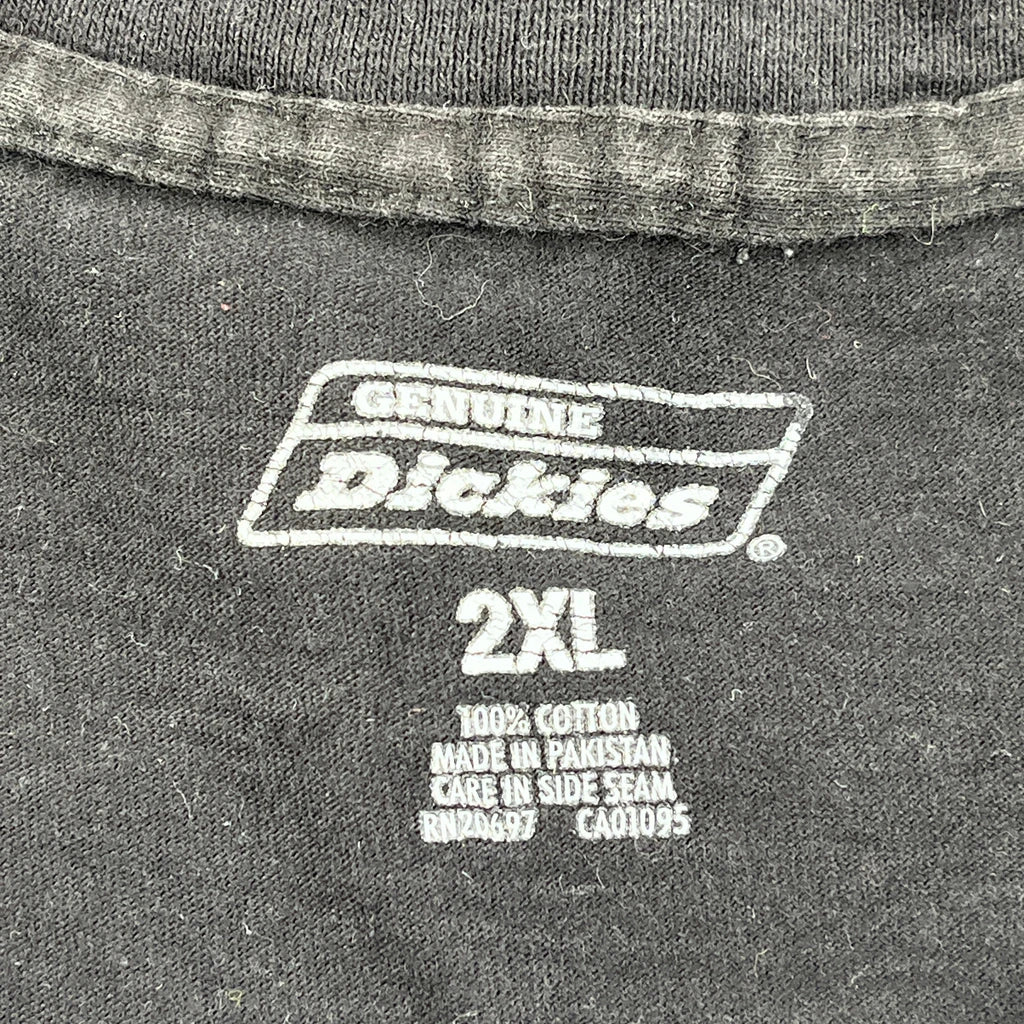 GENUINE
Dickies
®
2XL
100% COTTON
MADE IN PAKISTAN
CARE IN SIDE SEAM
RN20697 CA01095